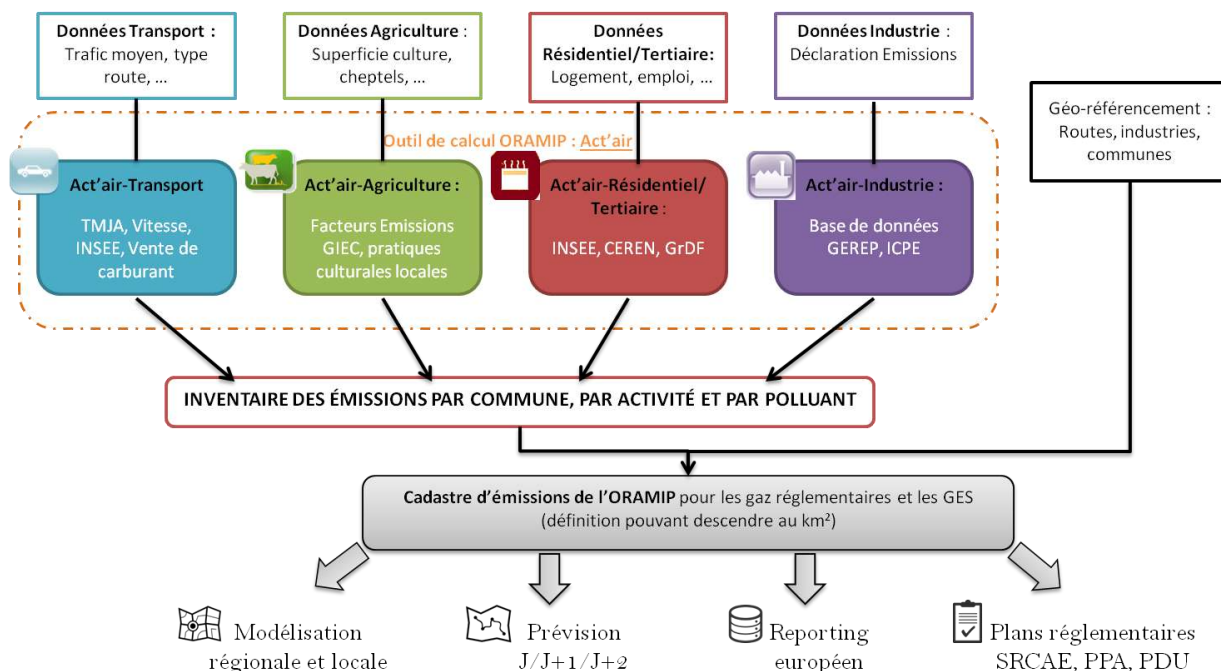 Données Transport :
Trafic moyen, type
route, ...
Données Agriculture :
Superficie culture,
cheptels, ...
Données
Résidentiel/Tertiaire:
Logement, emploi, ...
Données Industrie :
Déclaration Emissions
Géo-référencement :
Routes, industries,
communes
Outil de calcul ORAMIP : Act'air
Act'air-Transport
TMJA, Vitesse,
INSEE, Vente de
carburant
Act'air-Agriculture :
Facteurs Emissions
GIEC, pratiques
culturales locales
Act'air-Résidentiel/
Tertiaire :
INSEE, CEREN, GrDF
Act'air-Industrie :
Base de données
GEREP, ICPE
INVENTAIRE DES ÉMISSIONS PAR COMMUNE, PAR ACTIVITÉ ET PAR POLLUANT
Cadastre d'émissions de l'ORAMIP pour les gaz réglementaires et les GES
(définition pouvant descendre au km²)
Modélisation
régionale et locale
Prévision
J/J+1/J+2
Reporting
européen
Plans réglementaires
SRCAE, PPA, PDU